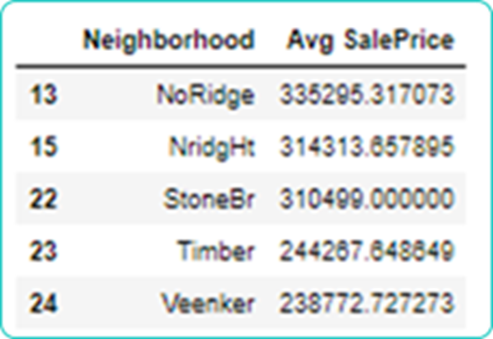 Neighborhood Avg SalePrice
13 NoRidge 335295.317073
15 NridgHt 314313.657895
22 StoneBr 310499.000000
23 Timber 244267.648649
24 Veenker 238772.727273